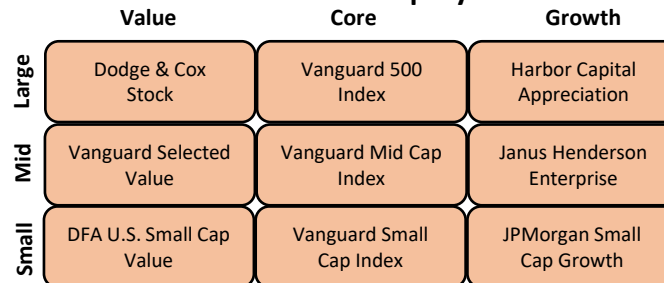 Value Core Growth
Large
Dodge & Cox
Stock
Vanguard 500
Index
Harbor Capital
Appreciation
Mid
Vanguard Selected
Value
Vanguard Mid Cap
Index
Janus Henderson
Enterprise
Small
DFA U.S. Small Cap
Value
Vanguard Small
Cap Index
JPMorgan Small
Cap Growth